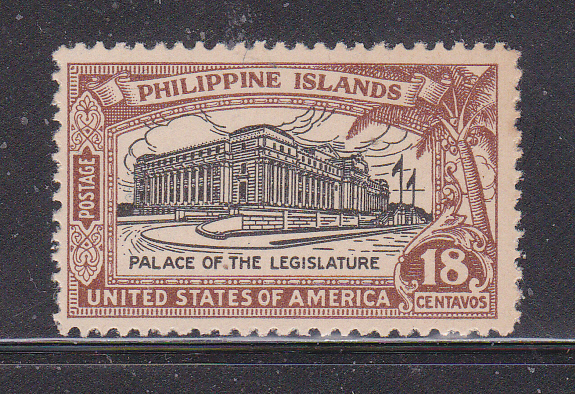 PHILIPPINE ISLANDS
POSTAGE
PALACE OF THE LEGISLATURE
18
CENTAVOS
UNITED STATES OF AMERICA